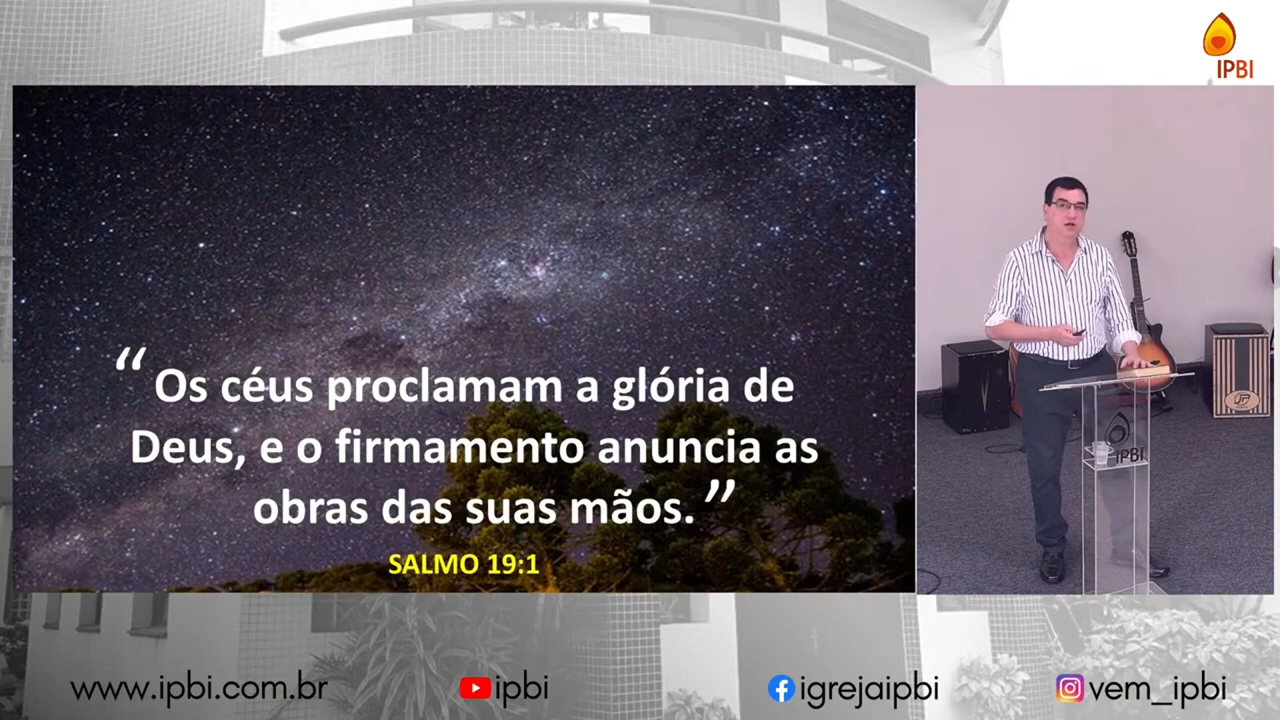 IPBI
“Os céus proclamam a glória de
Deus, e o firmamento anuncia as
obras das suas mãos.”
SALMO 19:1
IPBI
www.ipbi.com.br
ipbi
igrejaipbi
vem_ipbi